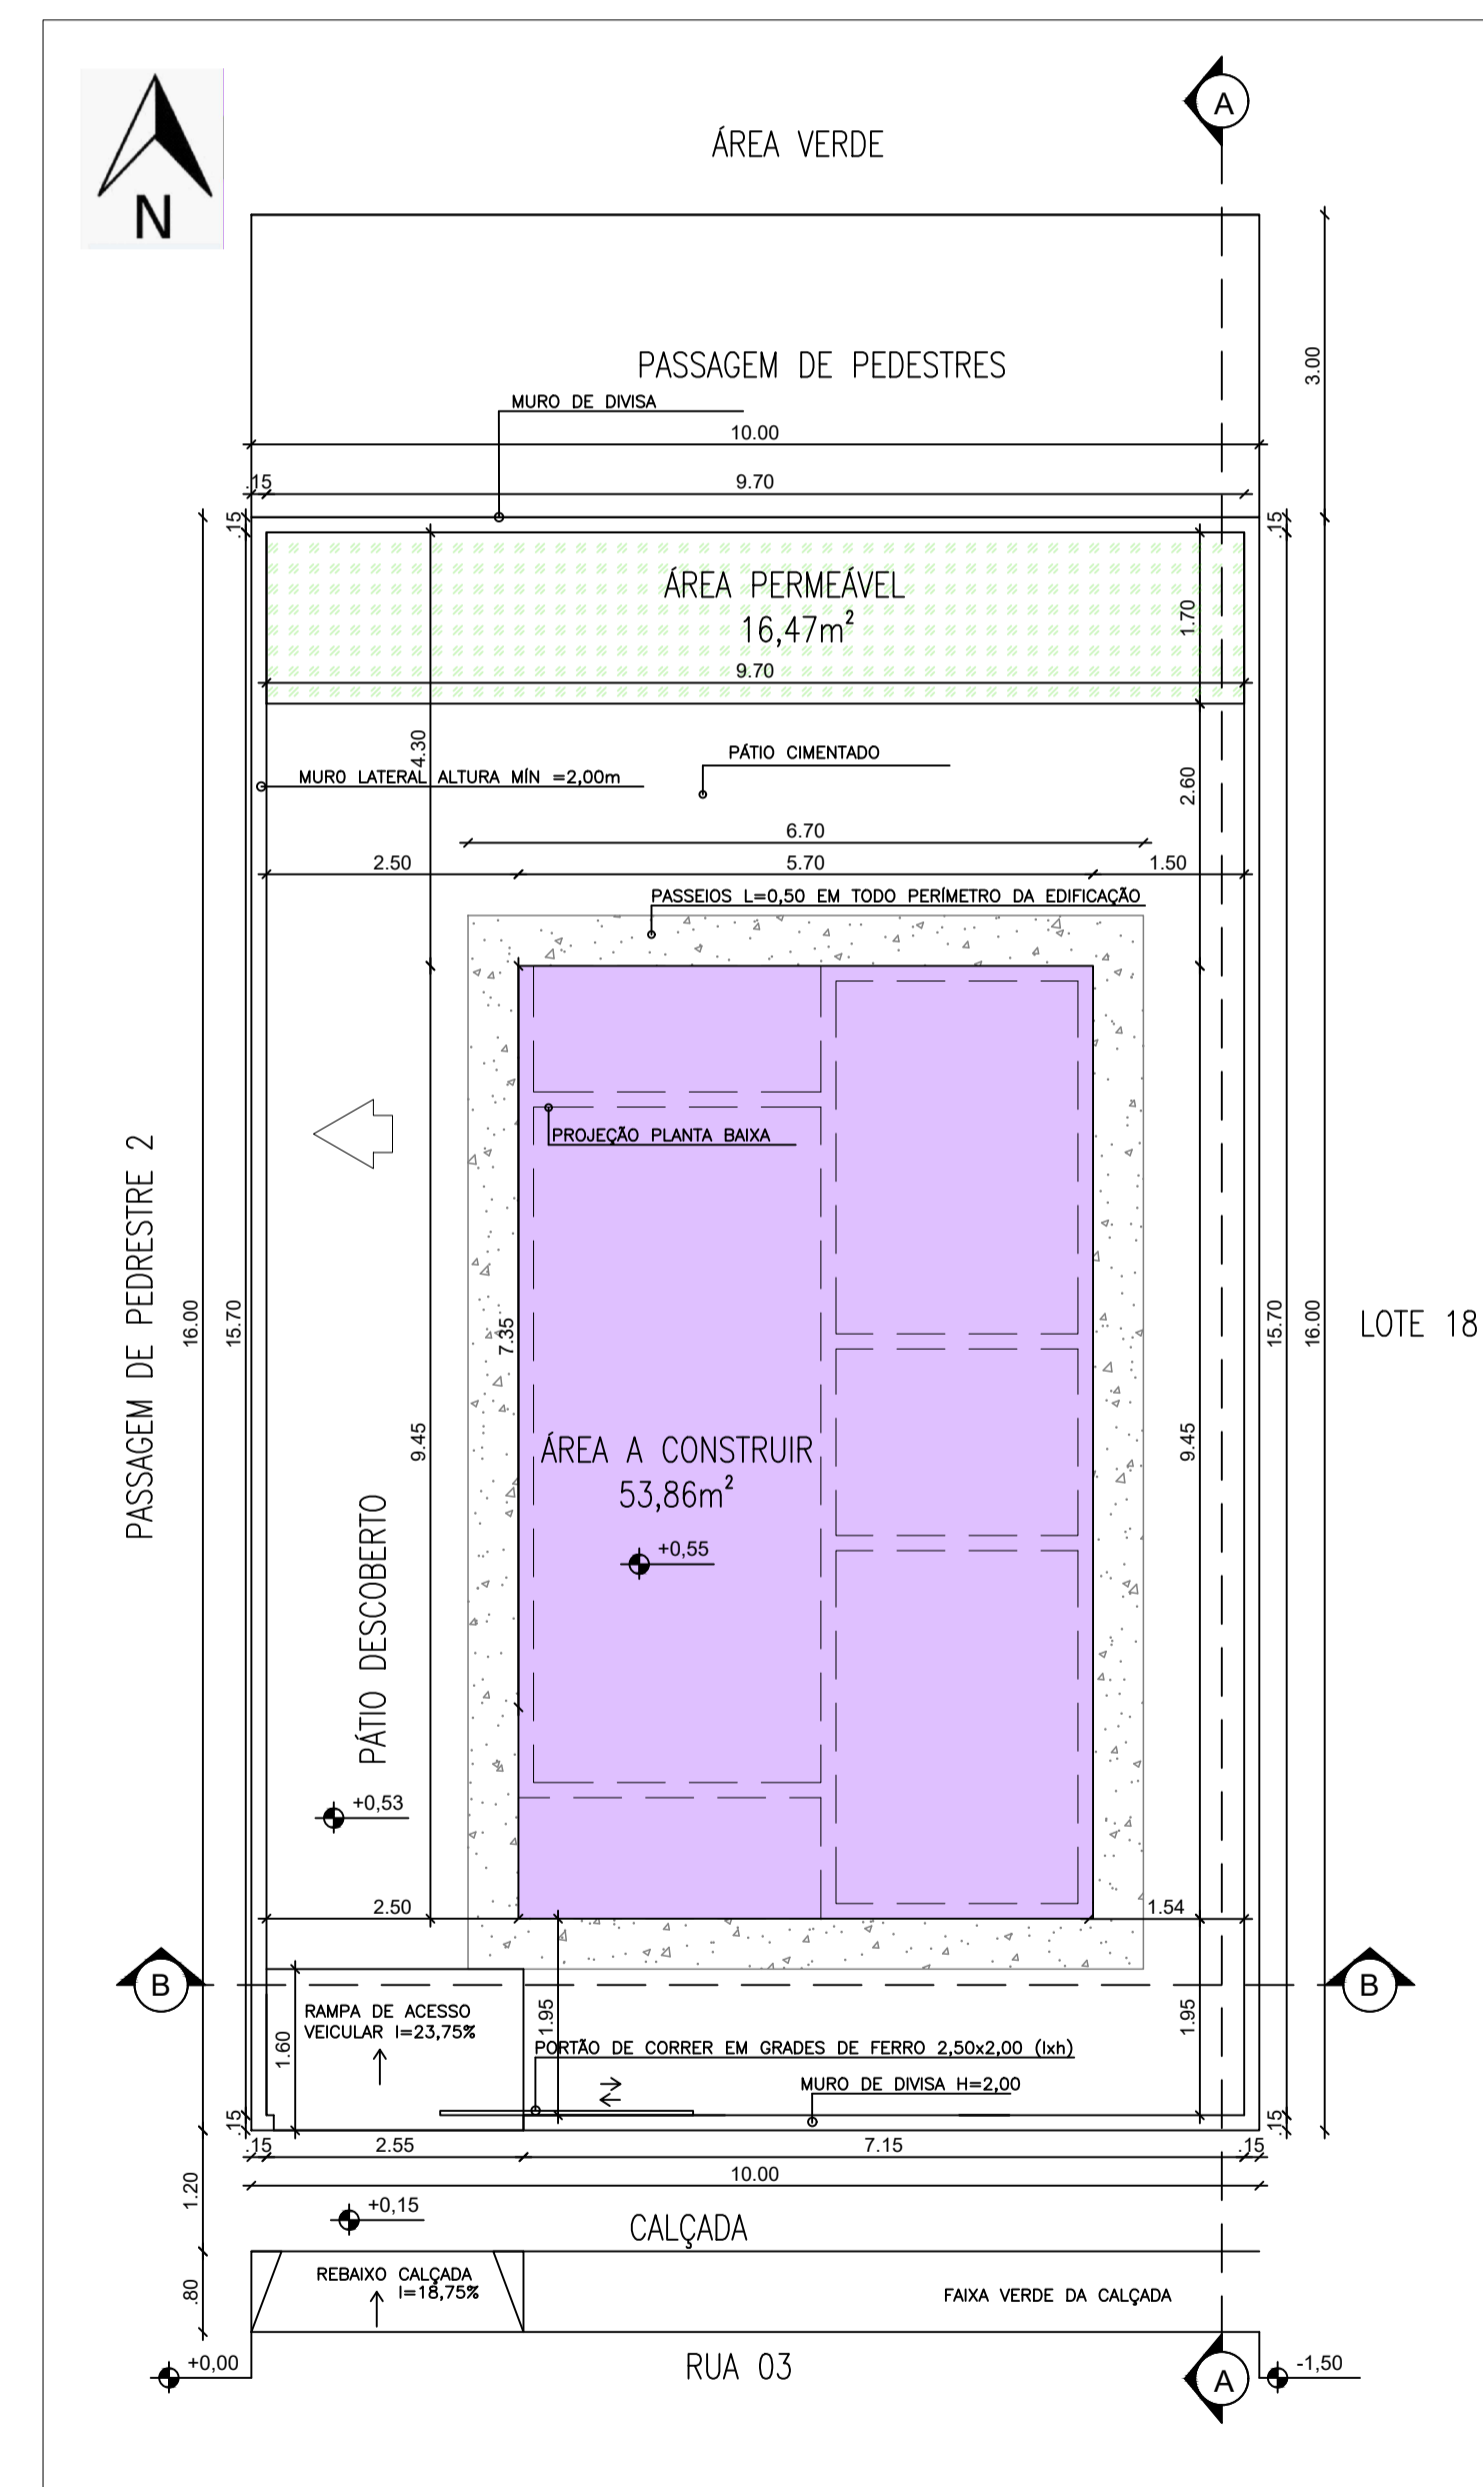 A
ÁREA VERDE
N
3.00
PASSAGEM DE PEDESTRES
MURO DE DIVISA
10.00
.15
9.70
.15
.15
ÁREA PERMEÁVEL
16,47m²
1.70
9.70
4.30
PÁTIO CIMENTADO
MURO LATERAL ALTURA MÍN =2,00m
2.60
6.70
2.50
5.70
1.50
PASSEIOS L=0,50 EM TODO PERÍMETRO DA EDIFICAÇÃO
PROJEÇÃO PLANTA BAIXA
PASSAGEM DE PEDRESTRE 2
16.00
15.70
7.35
15.70
16.00
LOTE 18
9.45
ÁREA A CONSTRUIR
53,86m²
9.45
+0,55
PÁTIO DESCOBERTO
+0,53
2.50
1.54
B
B
RAMPA DE ACESSO
VEICULAR I=23,75%
1.60
1.95
1.95
PORTÃO DE CORRER EM GRADES DE FERRO 2,50x2,00 (lxh)
MURO DE DIVISA H=2,00
.15
.15
.15
2.55
7.15
.15
10.00
1.20
+0,15
CALÇADA
REBAIXO CALÇADA
I=18,75%
.80
FAIXA VERDE DA CALÇADA
+0,00
RUA 03
A
-1,50